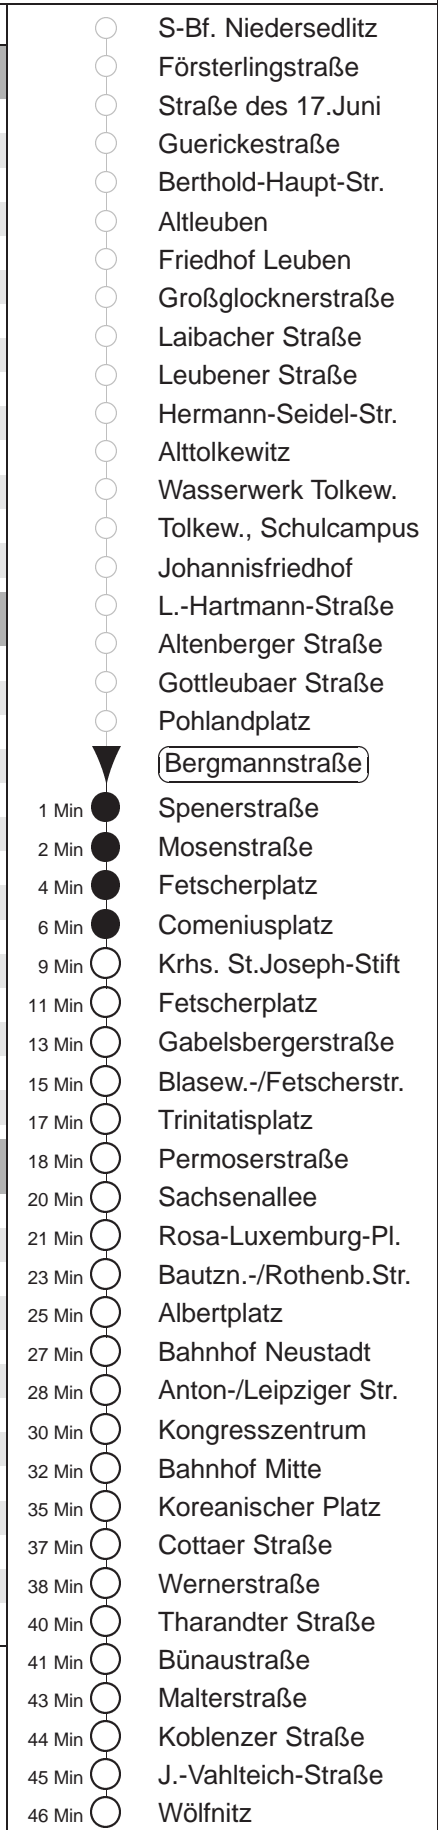 S-Bf. Niedersedlitz
Försterlingstraße
Straße des 17.Juni
Guerickestraße
Berthold-Haupt-Str.
Altleuben
Friedhof Leuben
Großglocknerstraße
Laibacher Straße
Leubener Straße
Hermann-Seidel-Str.
Alttolkewitz
Wasserwerk Tolkew.
Tolkew., Schulcampus
Johannisfriedhof
L.-Hartmann-Straße
Altenberger Straße
Gottleubaer Straße
Pohlandplatz
Bergmannstraße
1 Min Spenerstraße
2 Min Mosenstraße
4 Min Fetscherplatz
6 Min Comeniusplatz
9 Min Krhs. St.Joseph-Stift
11 Min Fetscherplatz
13 Min Gabelsbergerstraße
15 Min Blasew.-/Fetscherstr.
17 Min Trinitatisplatz
18 Min Permoserstraße
20 Min Sachsenallee
21 Min Rosa-Luxemburg-Pl.
23 Min Bautzn.-/Rothenb.Str.
25 Min Albertplatz
27 Min Bahnhof Neustadt
28 Min Anton-/Leipziger Str.
30 Min Kongresszentrum
32 Min Bahnhof Mitte
35 Min Koreanischer Platz
37 Min Cottaer Straße
38 Min Wernerstraße
40 Min Tharandter Straße
41 Min Bünaustraße
43 Min Malterstraße
44 Min Koblenzer Straße
45 Min J.-Vahlteich-Straße
46 Min Wölfnitz